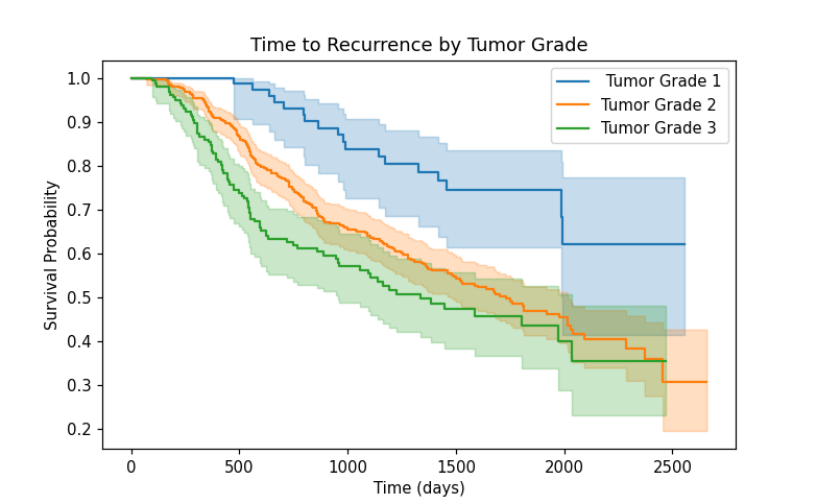 Time to Recurrence by Tumor Grade
Tumor Grade 1
Tumor Grade 2
Tumor Grade 3
Survival Probability
1.0
0.9
0.8
0.7
0.6
0.5
0.4
0.3
0.2
0 500 1000 1500 2000 2500
Time (days)